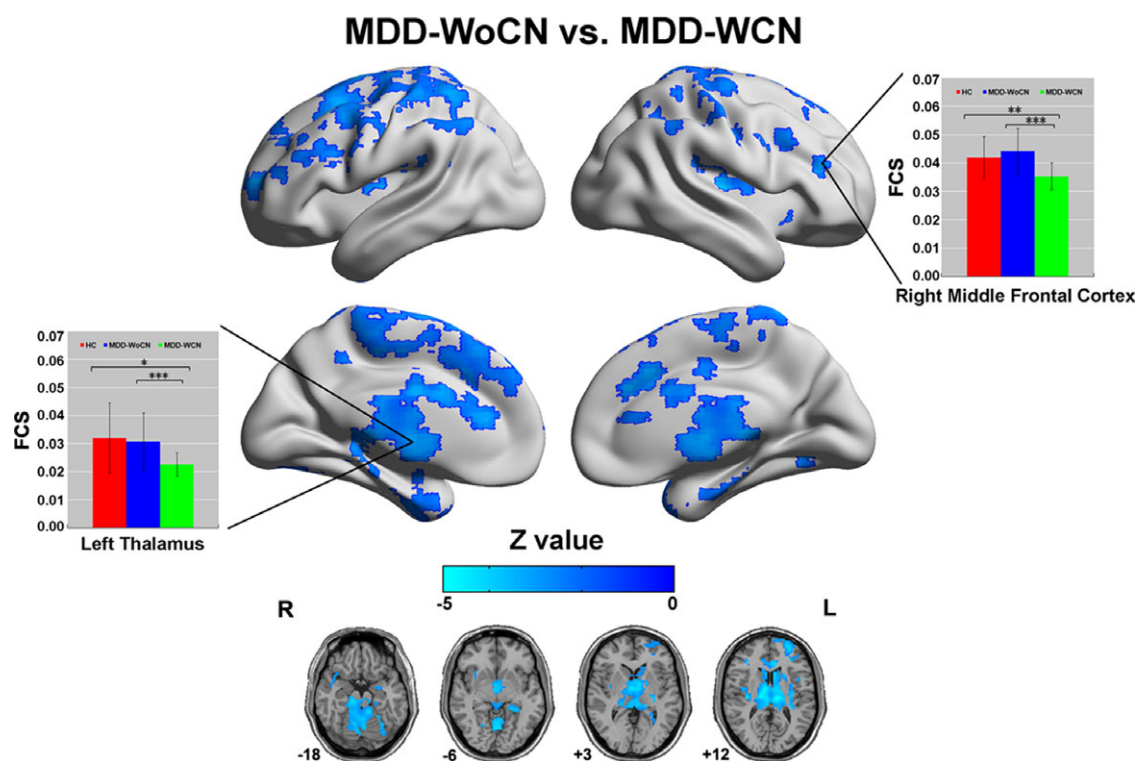 MDD-WoCN vs. MDD-WCN
0.07
HC MDD-WoCN MDD-WCN
0.06
**
0.05
***
0.04
FCS
0.03
0.02
0.01
0.00
Right Middle Frontal Cortex
0.07
HC MDD-WoCN MDD-WCN
0.06
*
0.05
***
0.04
FCS
0.03
0.02
0.01
0.00
Left Thalamus
Z value
-5 0
R L
-18 -6 +3 +12